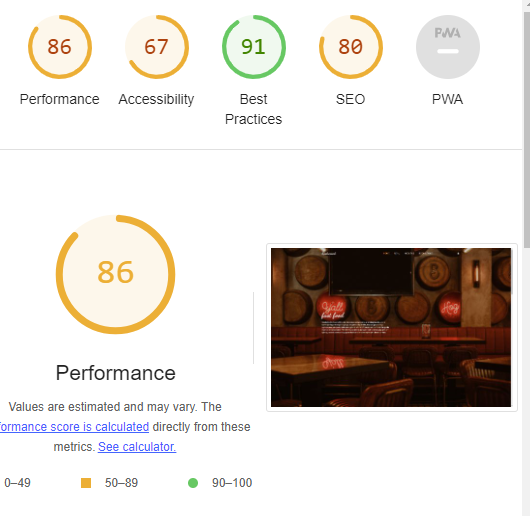 86
67
91
80
PWA
Performance
Accessibility
Best
Practices
SEO
PWA
86
Performance
Values are estimated and may vary. The
formance score is calculated directly from these
metrics. See calculator.
0–49
50–89
90–100